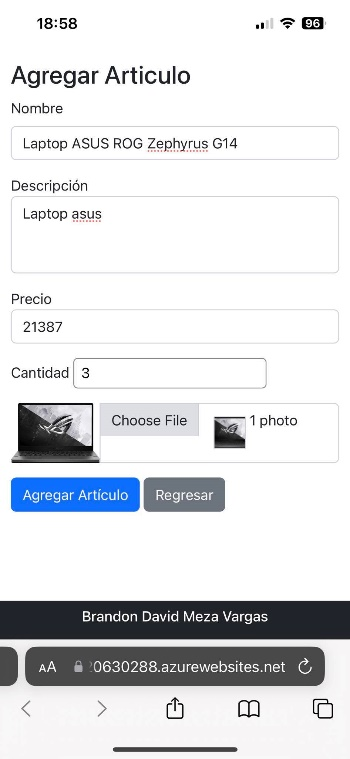 18:58
96
Agregar Articulo
Nombre
Laptop ASUS ROG Zephyrus G14
Descripción
Laptop asus
Precio
21387
Cantidad 3
Choose File 1 photo
Agregar Artículo Regresar
Brandon David Meza Vargas
AA 0630288.azurewebsites.net